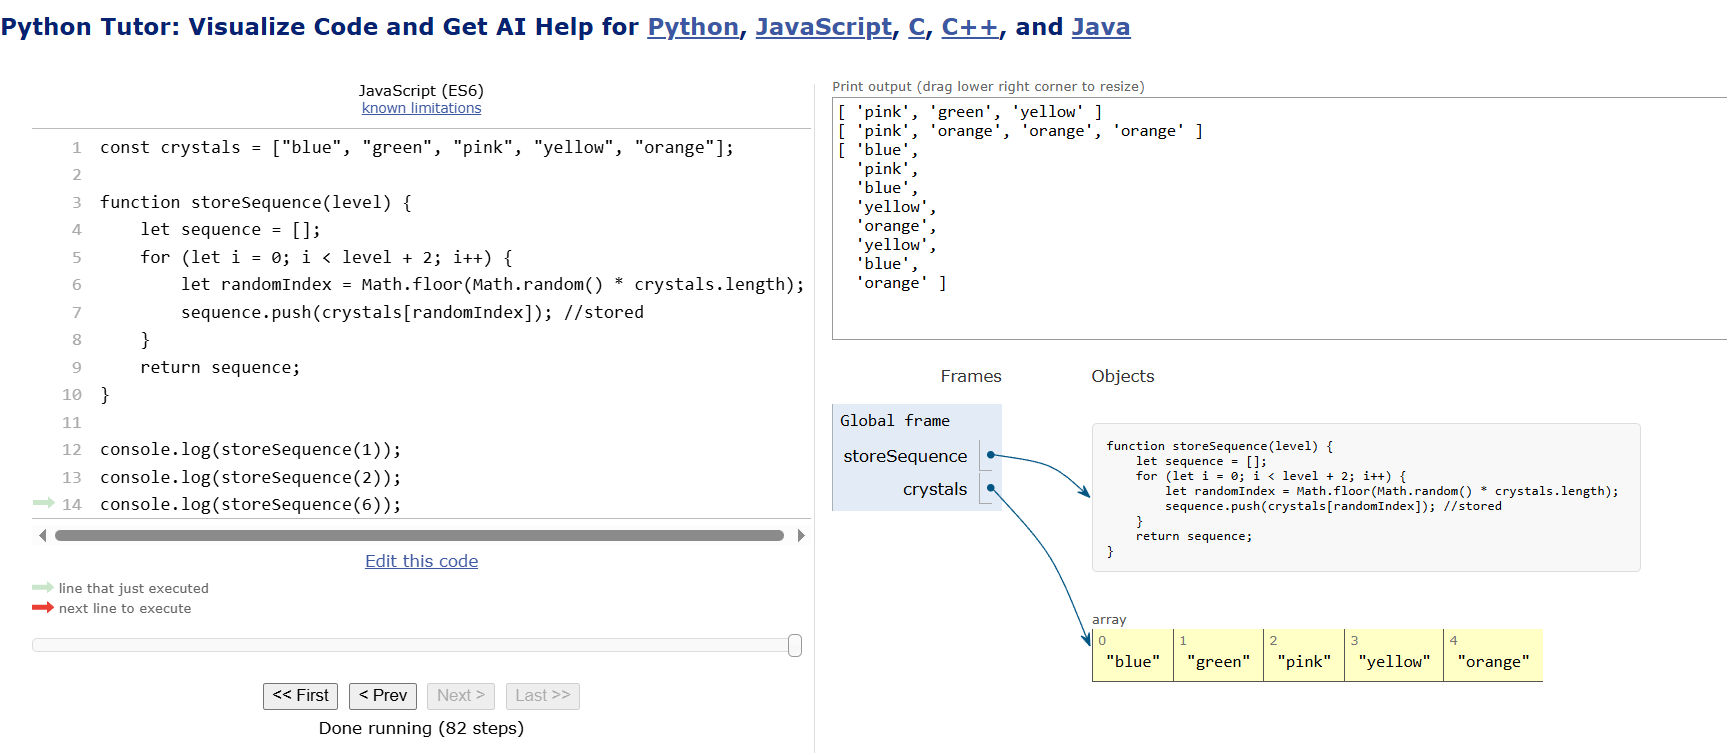 Python Tutor: Visualize Code and Get AI Help for Python, JavaScript, C, C++, and Java
JavaScript (ES6)
known limitations
1 const crystals = ["blue", "green", "pink", "yellow", "orange"];
2
3 function storeSequence(level) {
4     let sequence = [];
5     for (let i = 0; i < level + 2; i++) {
6         let randomIndex = Math.floor(Math.random() * crystals.length);
7         sequence.push(crystals[randomIndex]); //stored
8     }
9     return sequence;
10 }
11
12 console.log(storeSequence(1));
13 console.log(storeSequence(2));
14 console.log(storeSequence(6));
Edit this code
line that just executed
next line to execute
<< First < Prev Next > Last >>
Done running (82 steps)
Print output (drag lower right corner to resize)
[ 'pink', 'green', 'yellow' ]
[ 'pink', 'orange', 'orange', 'orange' ]
[ 'blue',
  'pink',
  'blue',
  'yellow',
  'orange',
  'yellow',
  'blue',
  'orange' ]
Frames Objects
Global frame
storeSequence
crystals
function storeSequence(level) {
    let sequence = [];
    for (let i = 0; i < level + 2; i++) {
        let randomIndex = Math.floor(Math.random() * crystals.length);
        sequence.push(crystals[randomIndex]); //stored
    }
    return sequence;
}
array
0 1 2 3 4
"blue" "green" "pink" "yellow" "orange"